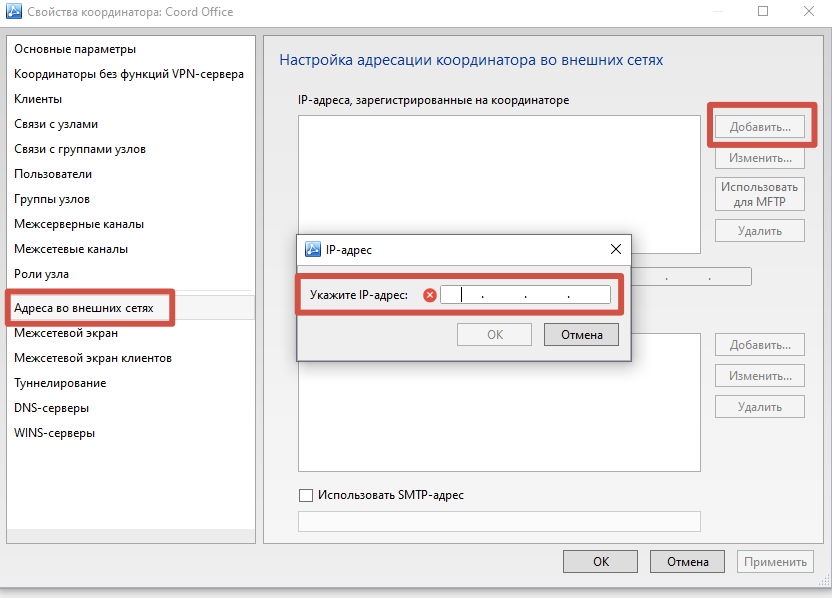 Свойства координатора: Coord Office
Основные параметры
Координаторы без функций VPN-сервера
Клиенты
Связи с узлами
Связи с группами узлов
Пользователи
Группы узлов
Межсерверные каналы
Межсетевые каналы
Роли узла
Адреса во внешних сетях
Межсетевой экран
Межсетевой экран клиентов
Туннелирование
DNS-серверы
WINS-серверы
Настройка адресации координатора во внешних сетях
IP-адреса, зарегистрированные на координаторе
Добавить...
Изменить...
Использовать
для MFTP
Удалить
IP-адрес
Укажите IP-адрес:
OK
Отмена
Добавить...
Изменить...
Удалить
Использовать SMTP-адрес
OK
Отмена
Применить